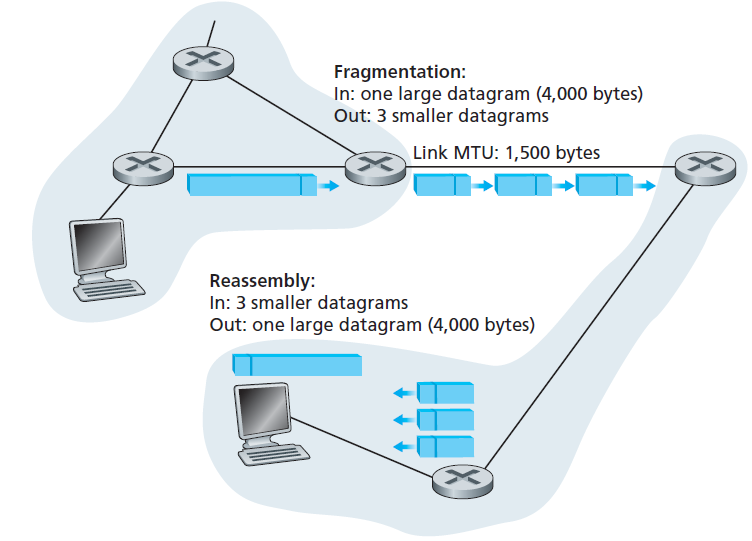 Fragmentation:
In: one large datagram (4,000 bytes)
Out: 3 smaller datagrams
Link MTU: 1,500 bytes
Reassembly:
In: 3 smaller datagrams
Out: one large datagram (4,000 bytes)